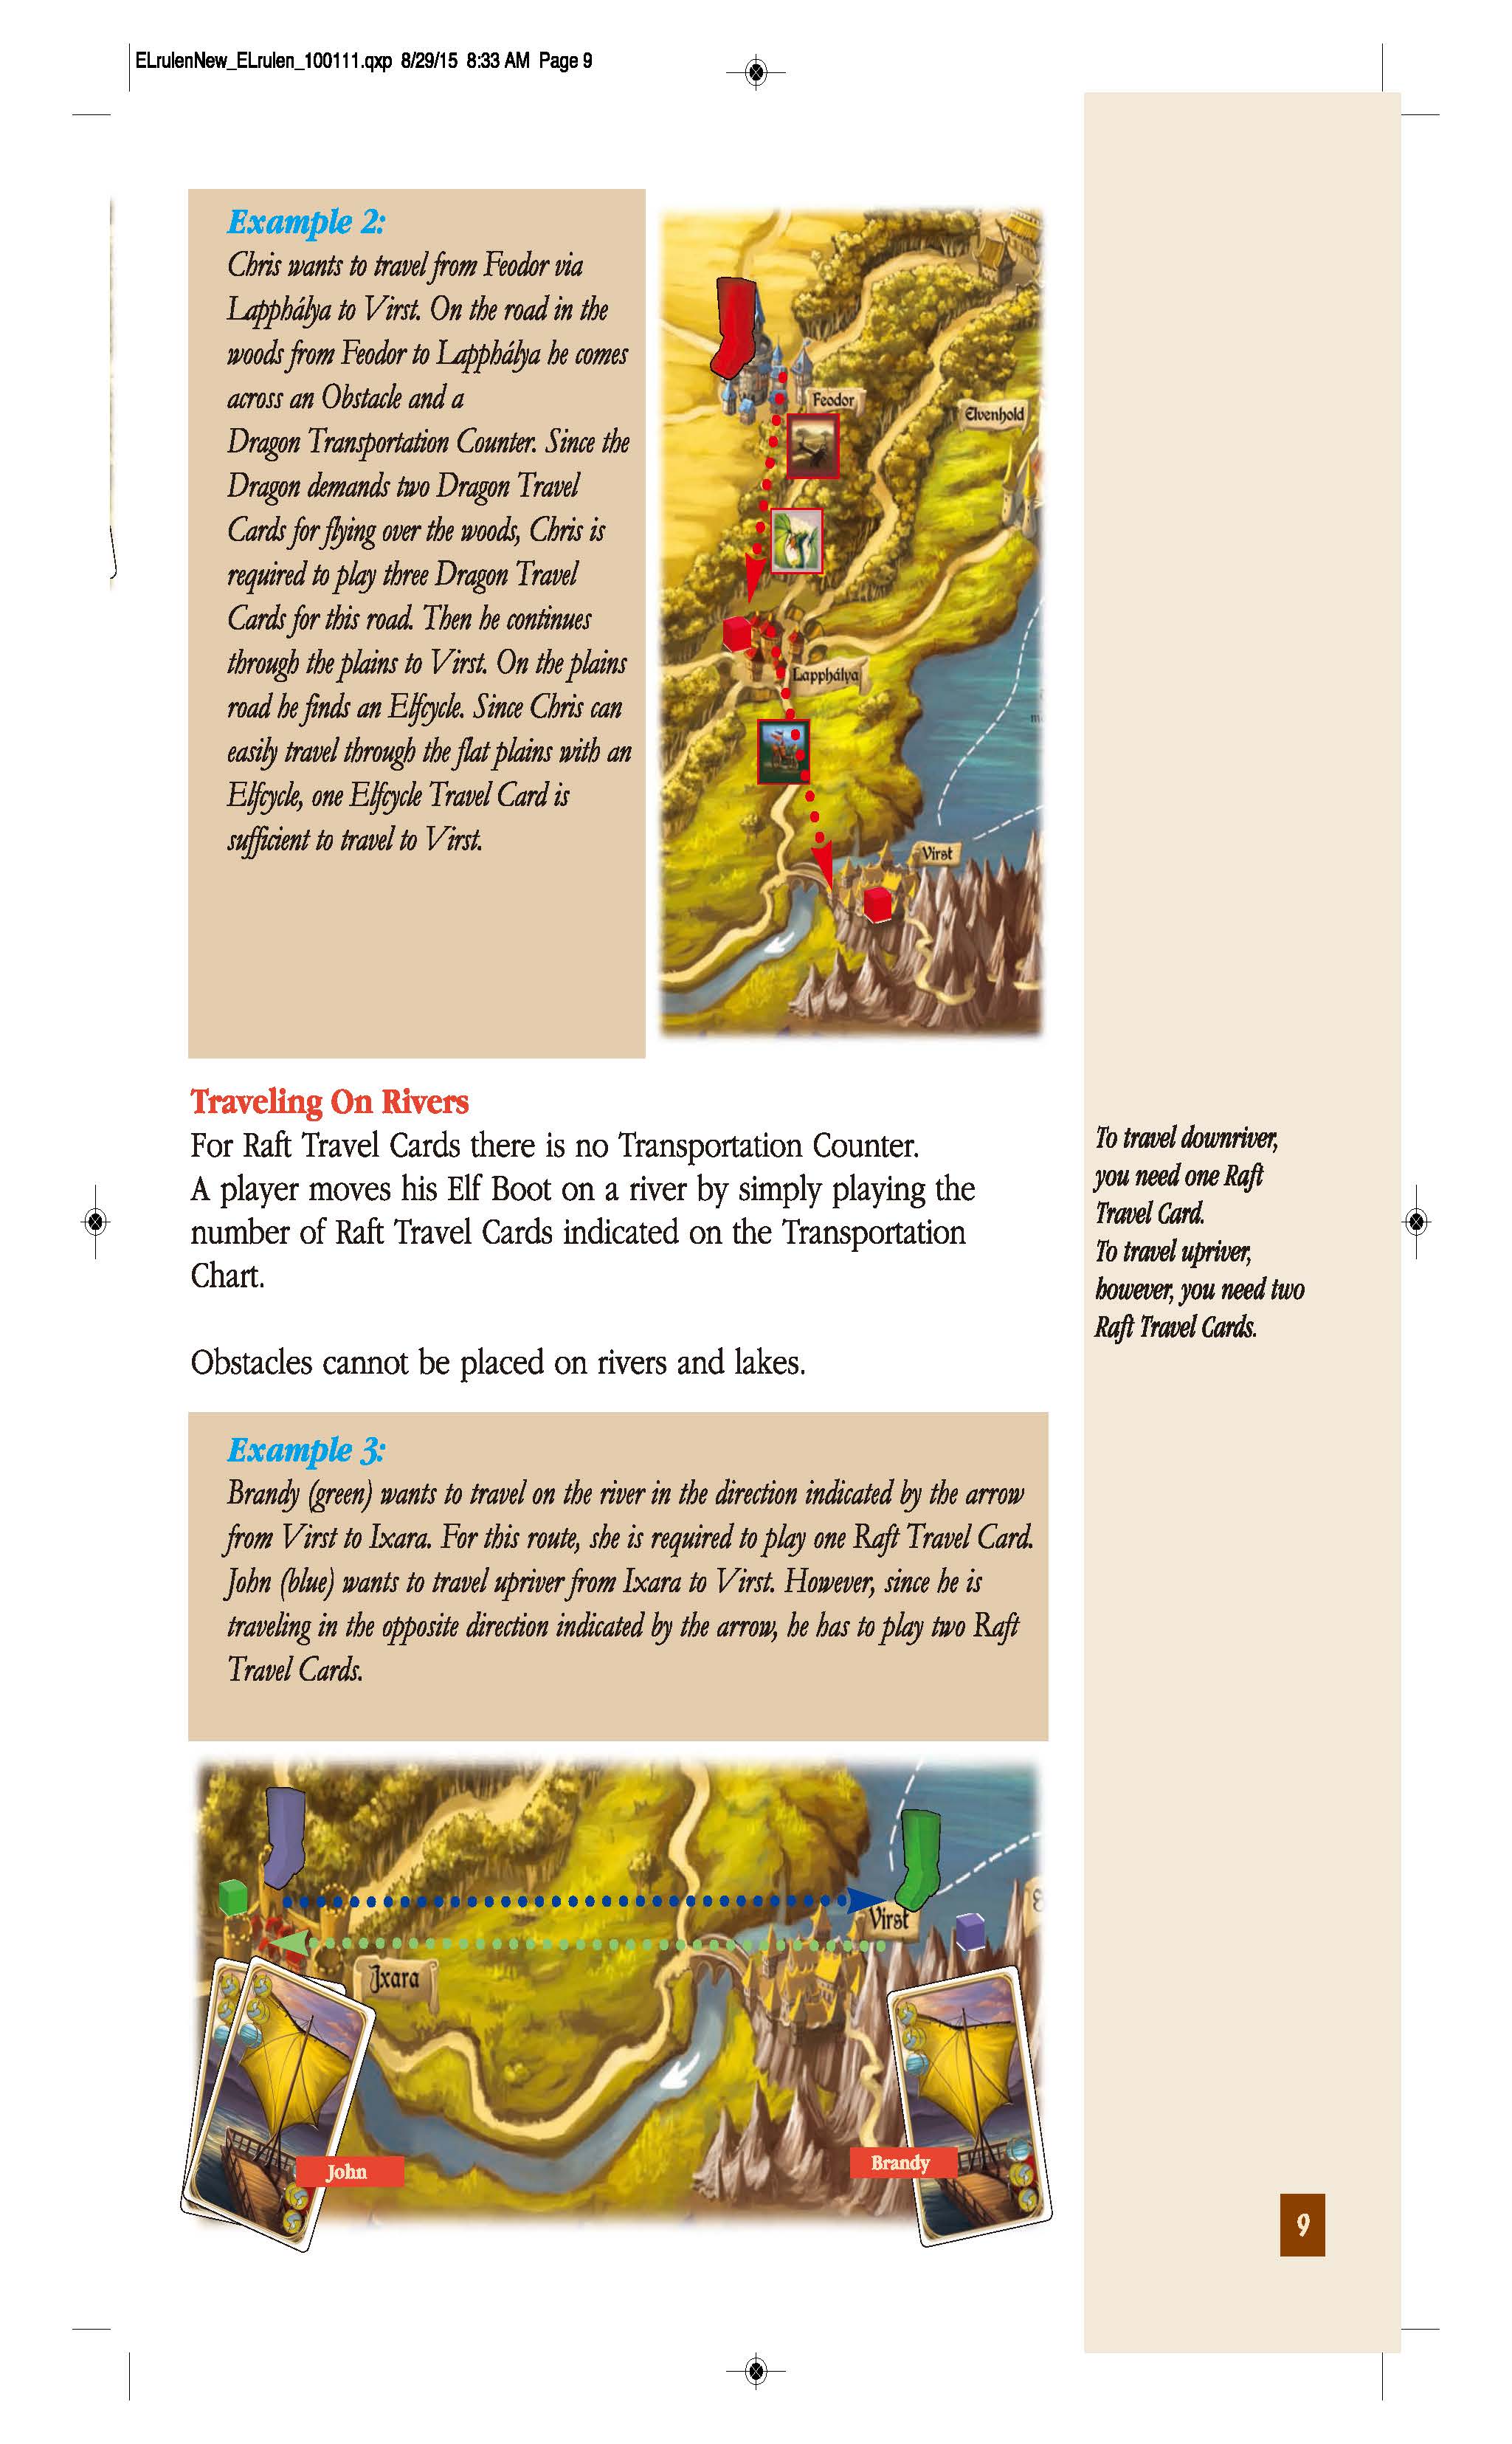 ELrulenNew_ELrulen_100111.qxp 8/29/15 8:33 AM Page 9
Example 2:
Chris wants to travel from Feodor via
Lapphálya to Virst. On the road in the
woods from Feodor to Lapphálya he comes
across an Obstacle and a
Dragon Transportation Counter. Since the
Dragon demands two Dragon Travel
Cards for flying over the woods, Chris is
required to play three Dragon Travel
Cards for this road. Then he continues
through the plains to Virst. On the plains
road he finds an Elfcycle. Since Chris can
easily travel through the flat plains with an
Elfcycle, one Elfcycle Travel Card is
sufficient to travel to Virst.
Feodor
Elvenhold
Lapphálya
Virst
Traveling On Rivers
For Raft Travel Cards there is no Transportation Counter.
A player moves his Elf Boot on a river by simply playing the
number of Raft Travel Cards indicated on the Transportation
Chart.
Obstacles cannot be placed on rivers and lakes.
To travel downriver,
you need one Raft
Travel Card.
To travel upriver,
however, you need two
Raft Travel Cards.
Example 3:
Brandy (green) wants to travel on the river in the direction indicated by the arrow
from Virst to Ixara. For this route, she is required to play one Raft Travel Card.
John (blue) wants to travel upriver from Ixara to Virst. However, since he is
traveling in the opposite direction indicated by the arrow, he has to play two Raft
Travel Cards.
Virst
Ixara
John
Brandy
9